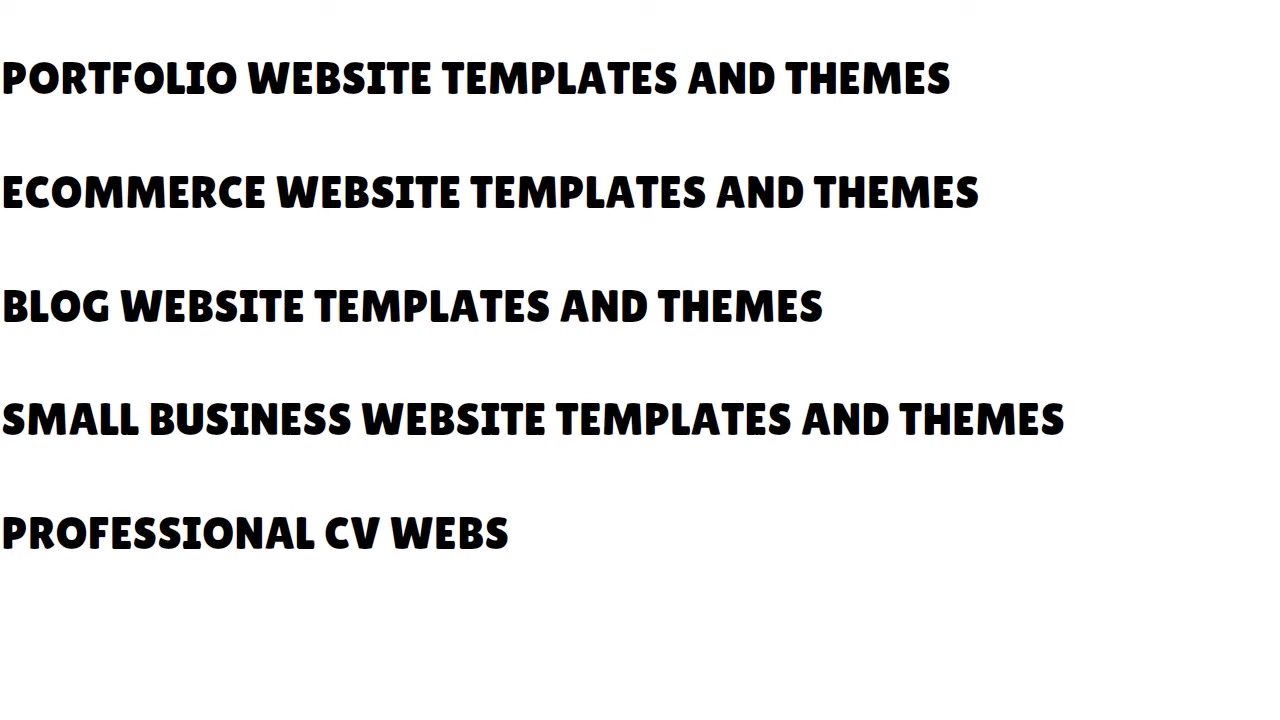 PORTFOLIO WEBSITE TEMPLATES AND THEMES
ECOMMERCE WEBSITE TEMPLATES AND THEMES
BLOG WEBSITE TEMPLATES AND THEMES
SMALL BUSINESS WEBSITE TEMPLATES AND THEMES
PROFESSIONAL CV WEBS